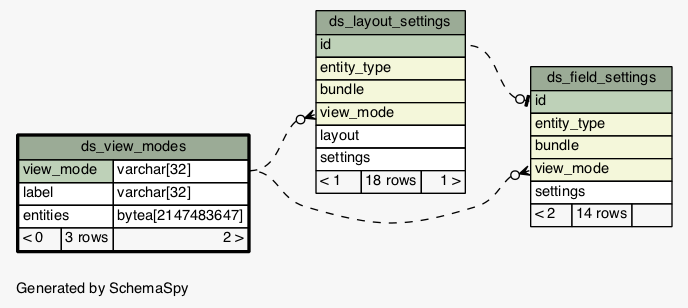 ds_layout_settings
id
entity_type
bundle
view_mode
layout
settings
< 1 18 rows 1 >
ds_field_settings
id
entity_type
bundle
view_mode
settings
< 2 14 rows
ds_view_modes
view_mode varchar[32]
label varchar[32]
entities bytea[2147483647]
< 0 3 rows 2 >
Generated by SchemaSpy